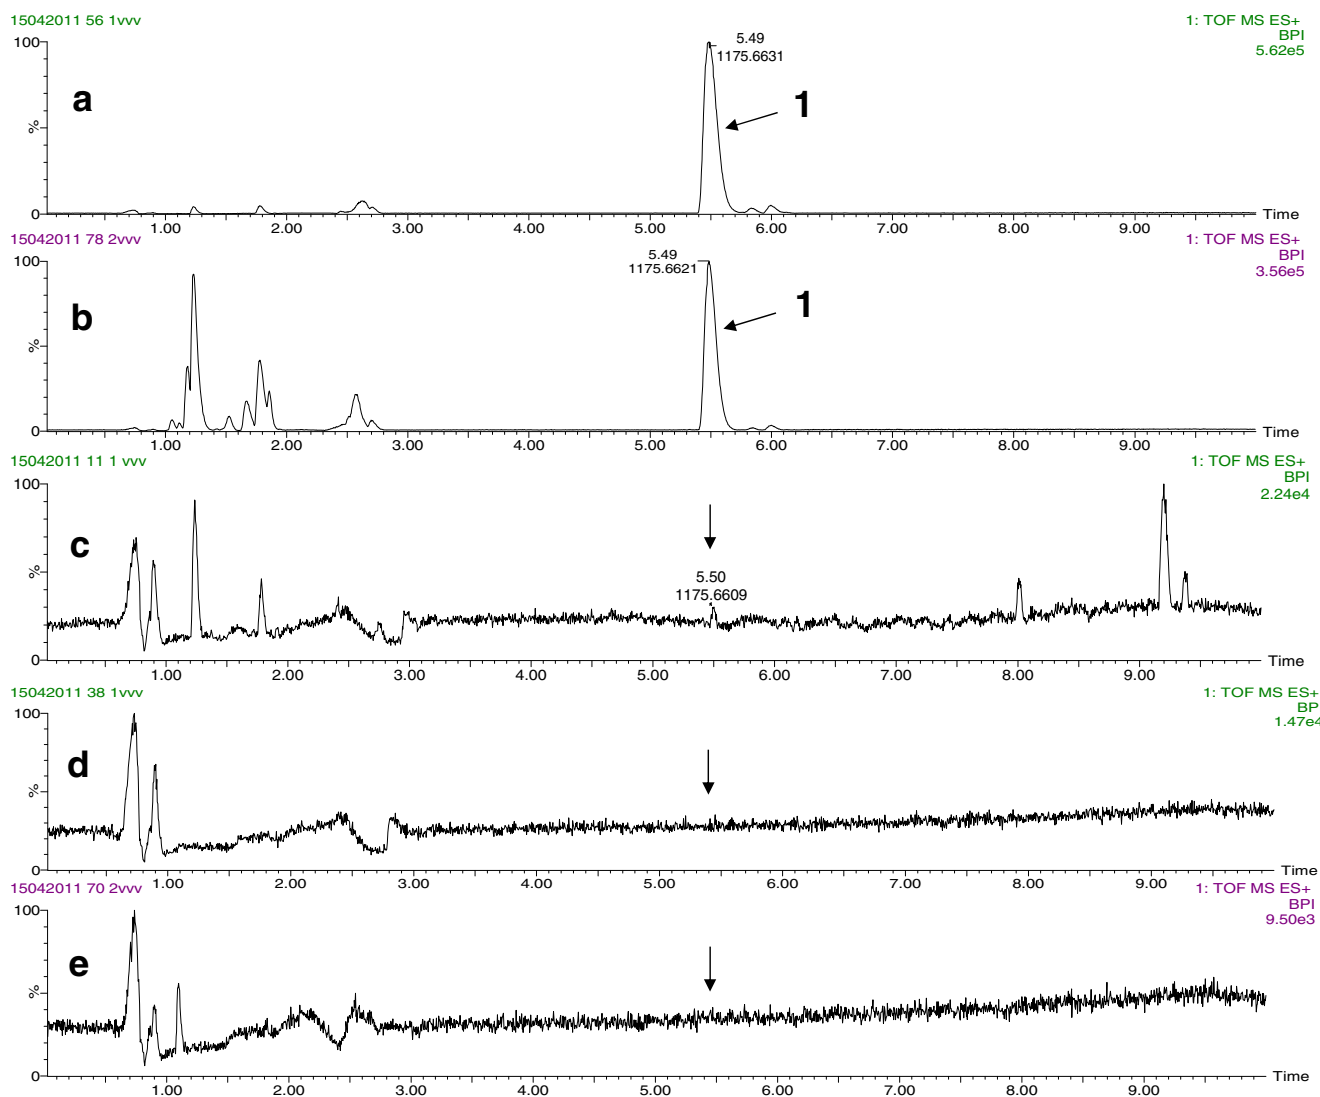 15042011 56 1vvv
1: TOF MS ES+
BPI
5.62e5
100
5.49
1175.6631
a
1
%
0
1.00 2.00 3.00 4.00 5.00 6.00 7.00 8.00 9.00
Time
15042011 78 2vvv
1: TOF MS ES+
BPI
3.56e5
100
5.49
1175.6621
b
1
%
0
1.00 2.00 3.00 4.00 5.00 6.00 7.00 8.00 9.00
Time
15042011 11 1 vvv
1: TOF MS ES+
BPI
2.24e4
100
c
%
5.50
1175.6609
0
1.00 2.00 3.00 4.00 5.00 6.00 7.00 8.00 9.00
Time
15042011 38 1vvv
1: TOF MS ES+
BP
1.47e4
100
d
%
0
1.00 2.00 3.00 4.00 5.00 6.00 7.00 8.00 9.00
Time
15042011 70 2vvv
1: TOF MS ES+
BPI
9.50e3
100
e
%
0
1.00 2.00 3.00 4.00 5.00 6.00 7.00 8.00 9.00
Time